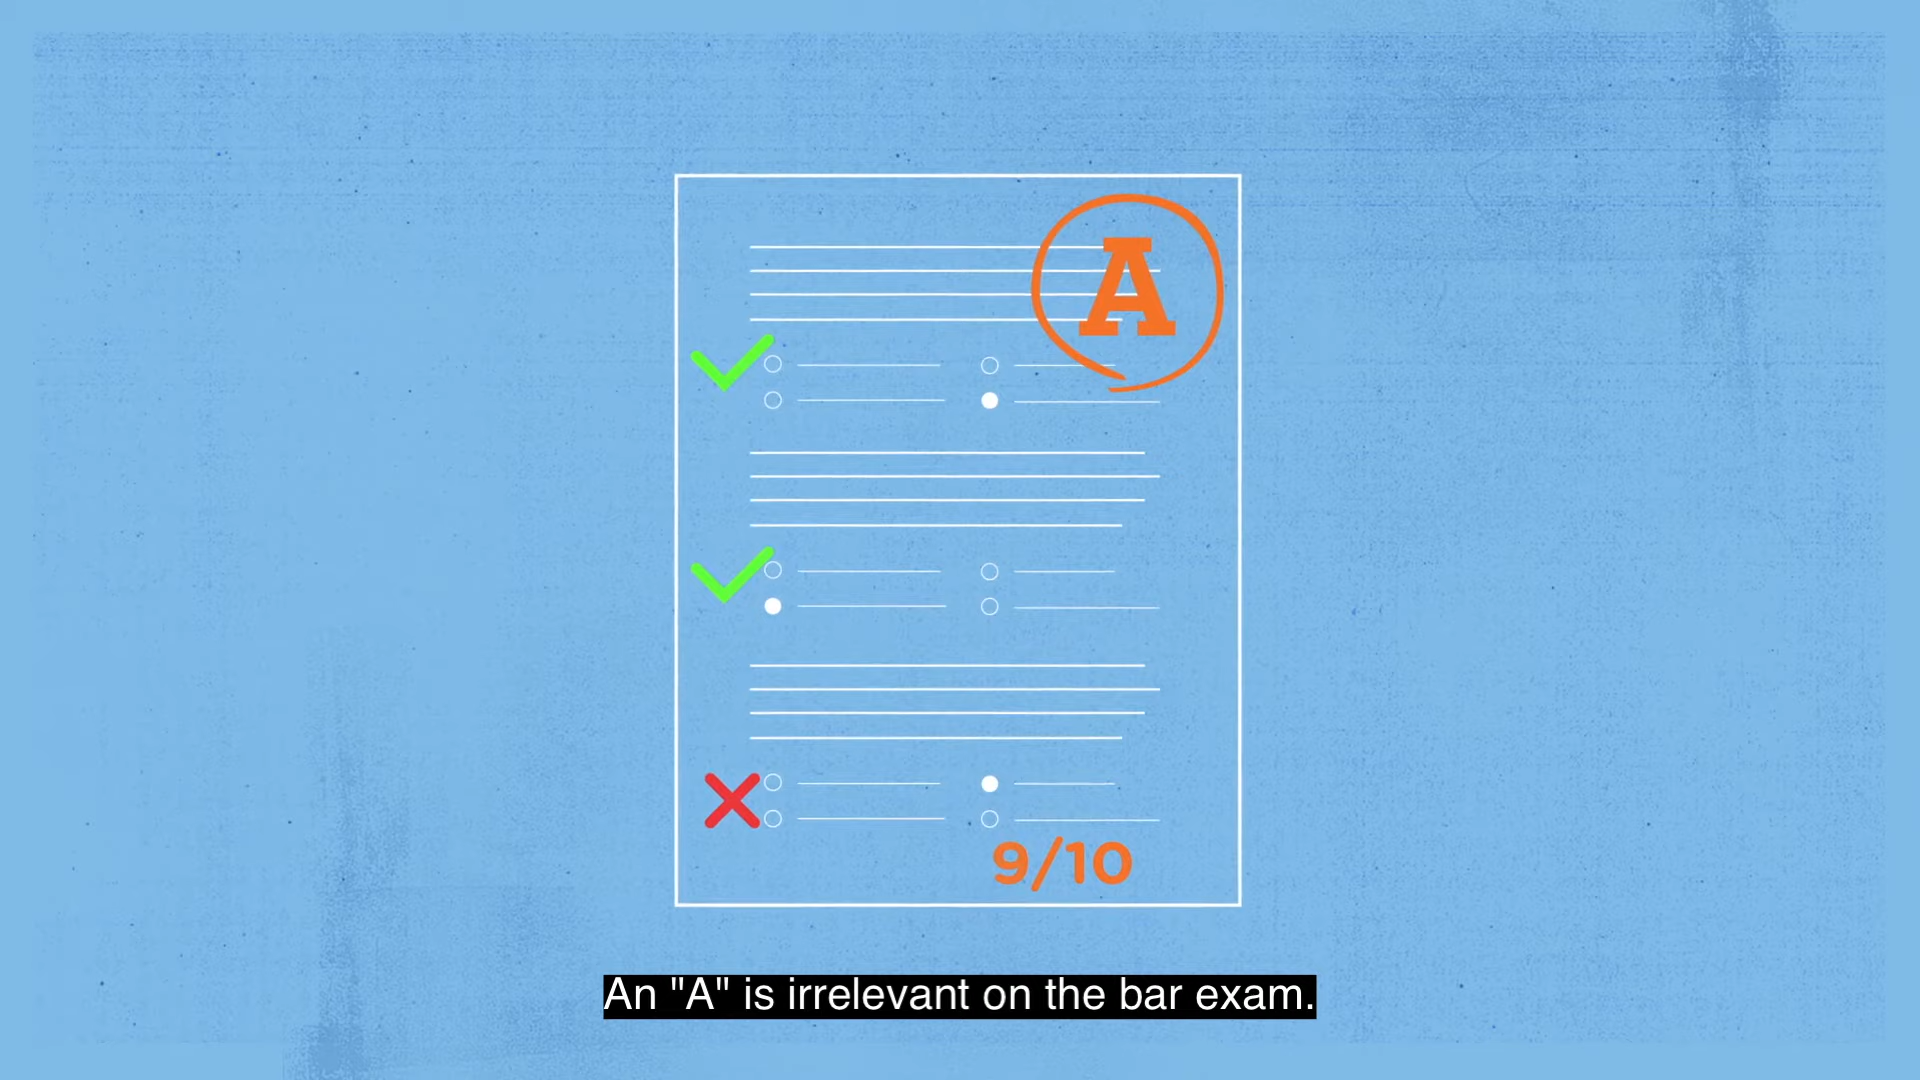 A
9/10
An "A" is irrelevant on the bar exam.